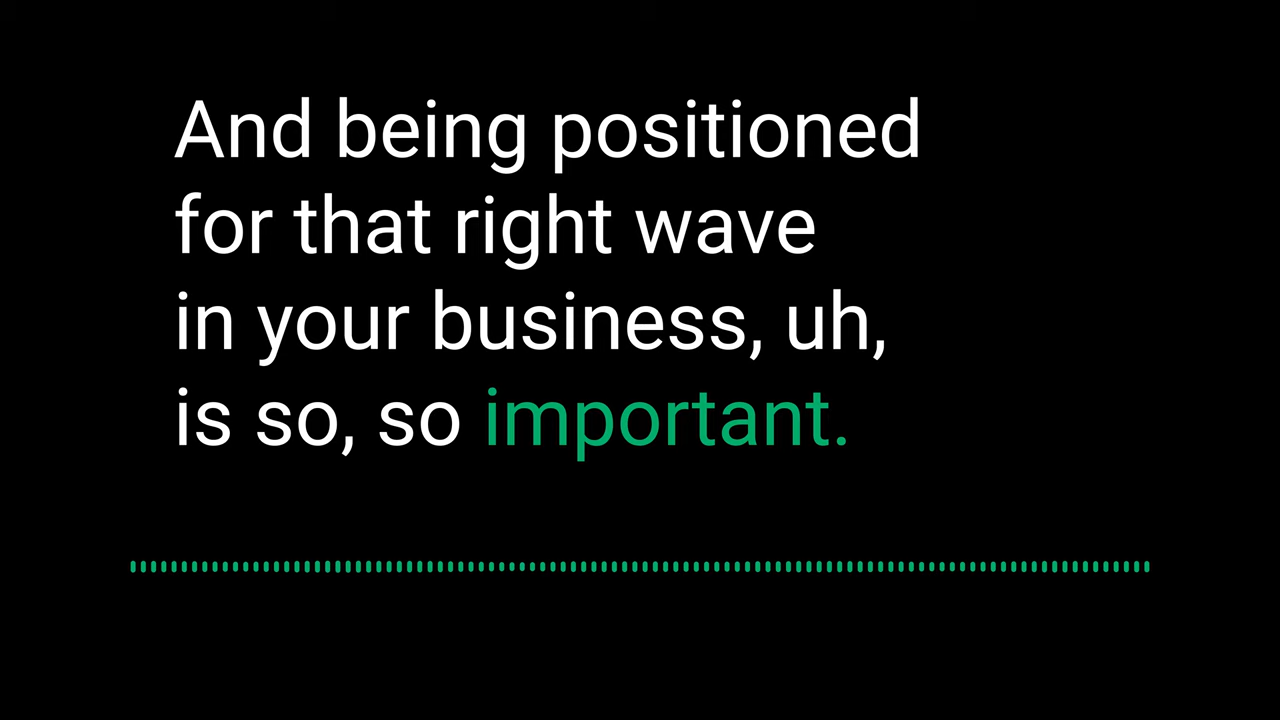 And being positioned
for that right wave
in your business, uh,
is so, so important.